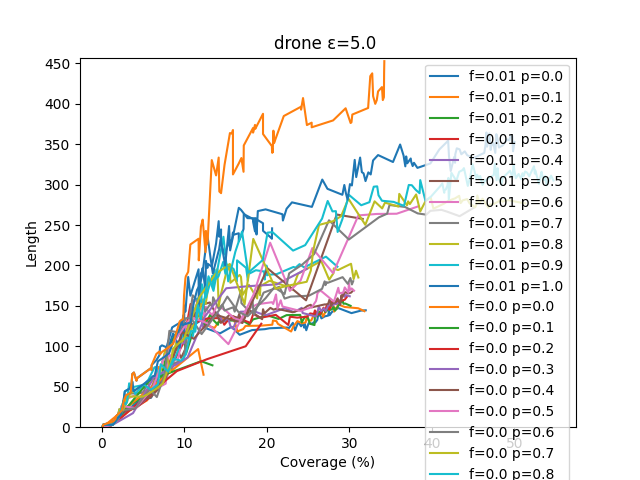 drone ε=5.0
Length
450
400
350
300
250
200
150
100
50
0
0
10
20
30
40
50
Coverage (%)
f=0.01 p=0.0
f=0.01 p=0.1
f=0.01 p=0.2
f=0.01 p=0.3
f=0.01 p=0.4
f=0.01 p=0.5
f=0.01 p=0.6
f=0.01 p=0.7
f=0.01 p=0.8
f=0.01 p=0.9
f=0.01 p=1.0
f=0.0 p=0.0
f=0.0 p=0.1
f=0.0 p=0.2
f=0.0 p=0.3
f=0.0 p=0.4
f=0.0 p=0.5
f=0.0 p=0.6
f=0.0 p=0.7
f=0.0 p=0.8